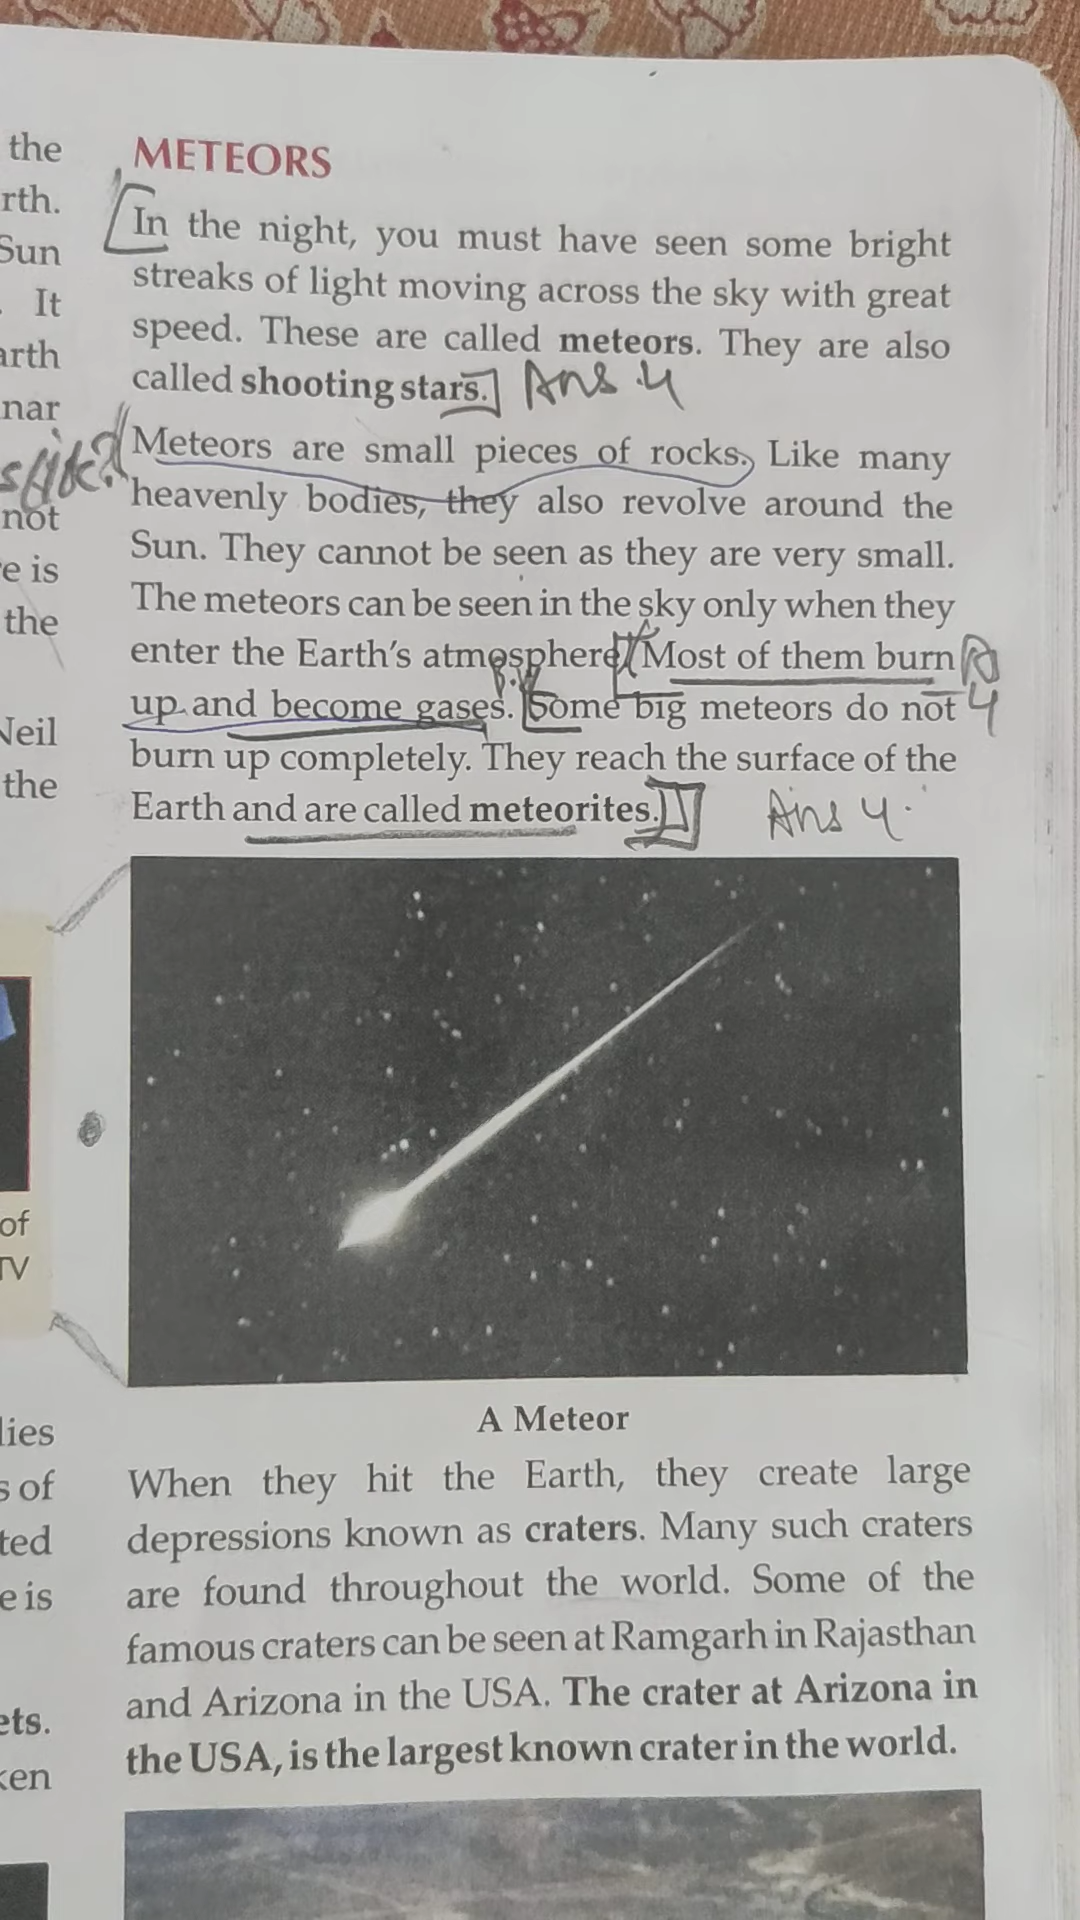 the
rth.
Sun
It
arth
nar
not
e is
the
Neil
the
of
TV
lies
s of
ted
e is
ets.
ken
METEORS
In the night, you must have seen some bright
streaks of light moving across the sky with great
speed. These are called meteors. They are also
called shooting stars. Ans 4
Meteors are small pieces of rocks. Like many
heavenly bodies, they also revolve around the
Sun. They cannot be seen as they are very small.
The meteors can be seen in the sky only when they
enter the Earth's atmosphere. Most of them burn
up and become gases. Some big meteors do not 4
burn up completely. They reach the surface of the
Earth and are called meteorites. Ans 4.
A Meteor
When they hit the Earth, they create large
depressions known as craters. Many such craters
are found throughout the world. Some of the
famous craters can be seen at Ramgarh in Rajasthan
and Arizona in the USA. The crater at Arizona in
the USA, is the largest known crater in the world.